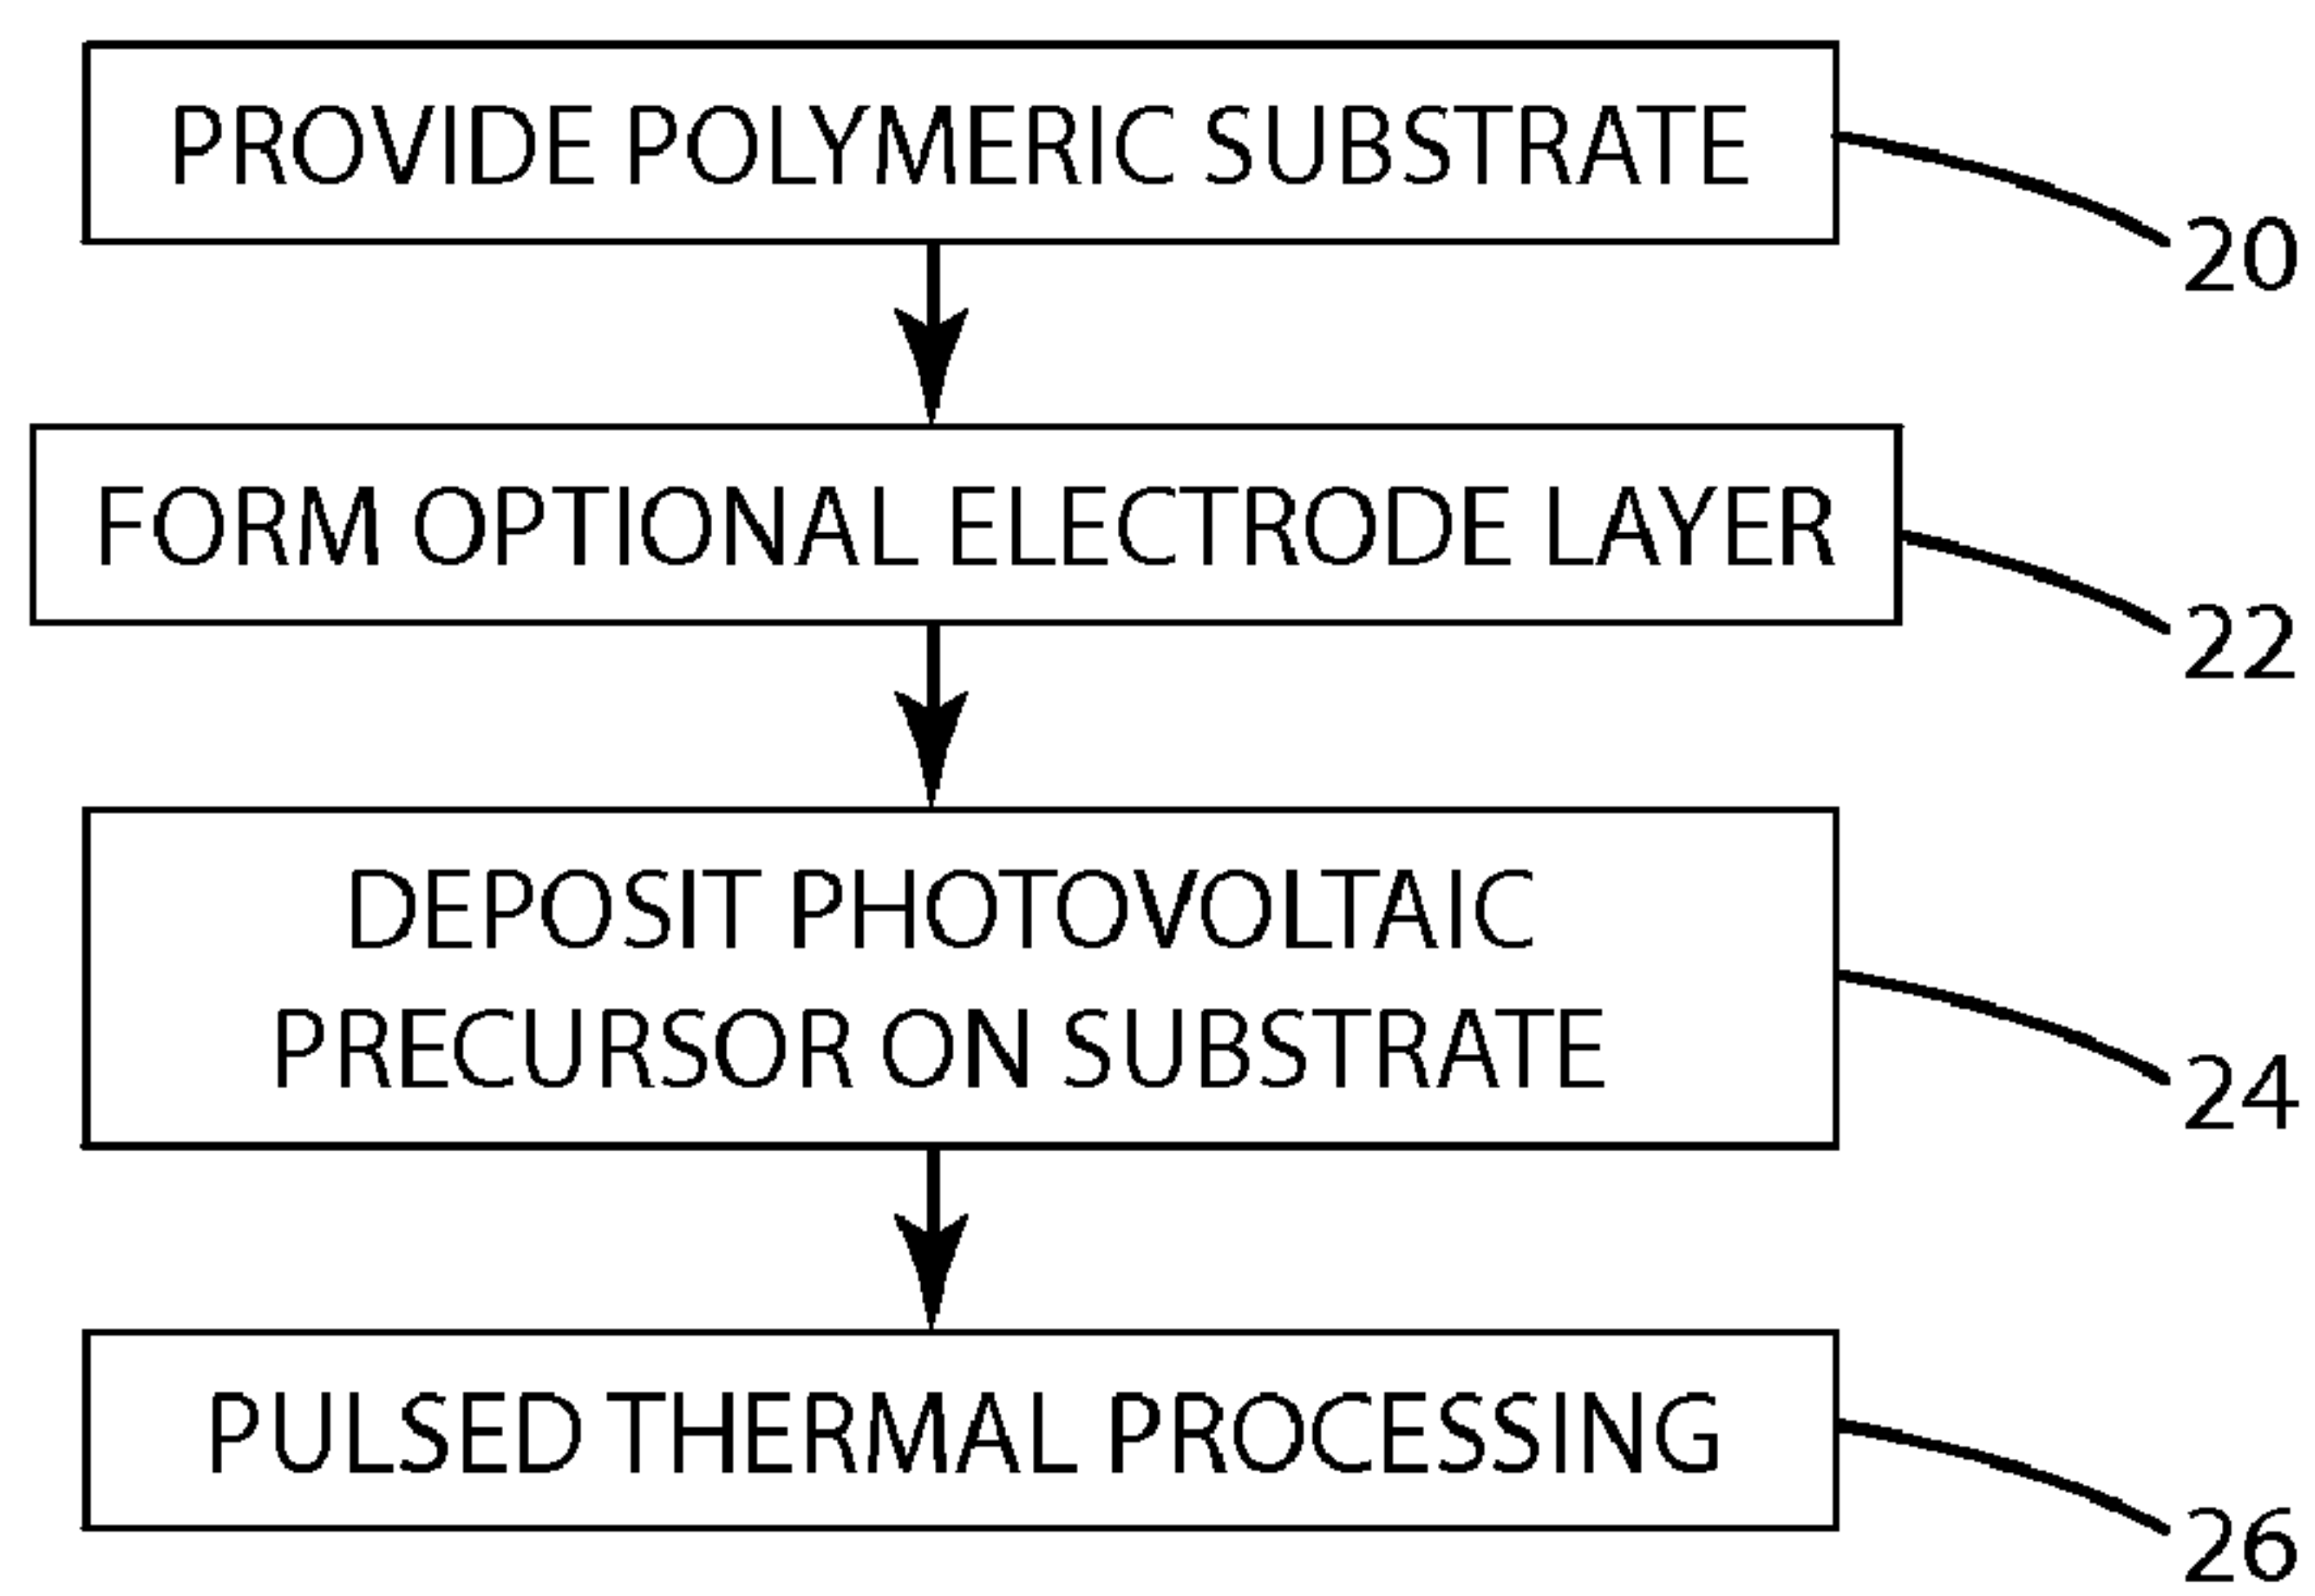 PROVIDE POLYMERIC SUBSTRATE
20
FORM OPTIONAL ELECTRODE LAYER
22
DEPOSIT PHOTOVOLTAIC
PRECURSOR ON SUBSTRATE
24
PULSED THERMAL PROCESSING
26